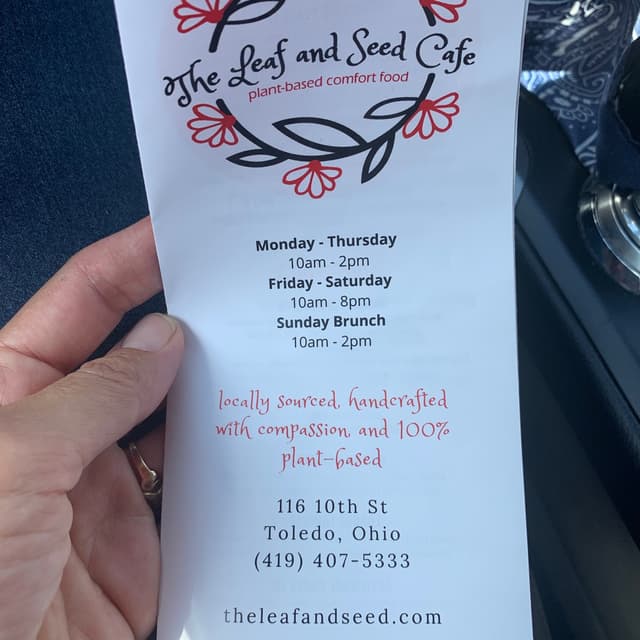 The Leaf and Seed Cafe
plant-based comfort food
Monday - Thursday
10am - 2pm
Friday - Saturday
10am - 8pm
Sunday Brunch
10am - 2pm
locally sourced, handcrafted
with compassion, and 100%
plant-based
116 10th St
Toledo, Ohio
(419) 407-5333
theleafandseed.com